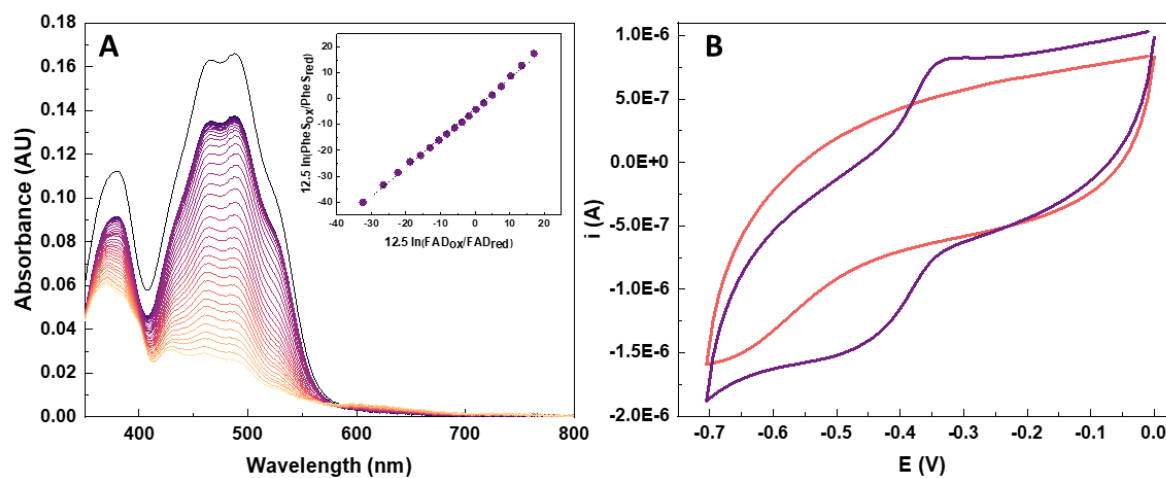 A
0.18
0.16
0.14
0.12
0.10
0.08
0.06
0.04
0.02
0.00
Absorbance (AU)
400
500
600
700
800
Wavelength (nm)
20
10
0
-10
-20
-30
-40
12.5 ln(PheSox/PheSred)
-40
-30
-20
-10
0
10
20
12.5 ln(FADox/FADred)
B
1.0E-6
5.0E-7
0.0E+0
-5.0E-7
-1.0E-6
-1.5E-6
-2.0E-6
i (A)
-0.7
-0.6
-0.5
-0.4
-0.3
-0.2
-0.1
0.0
E (V)